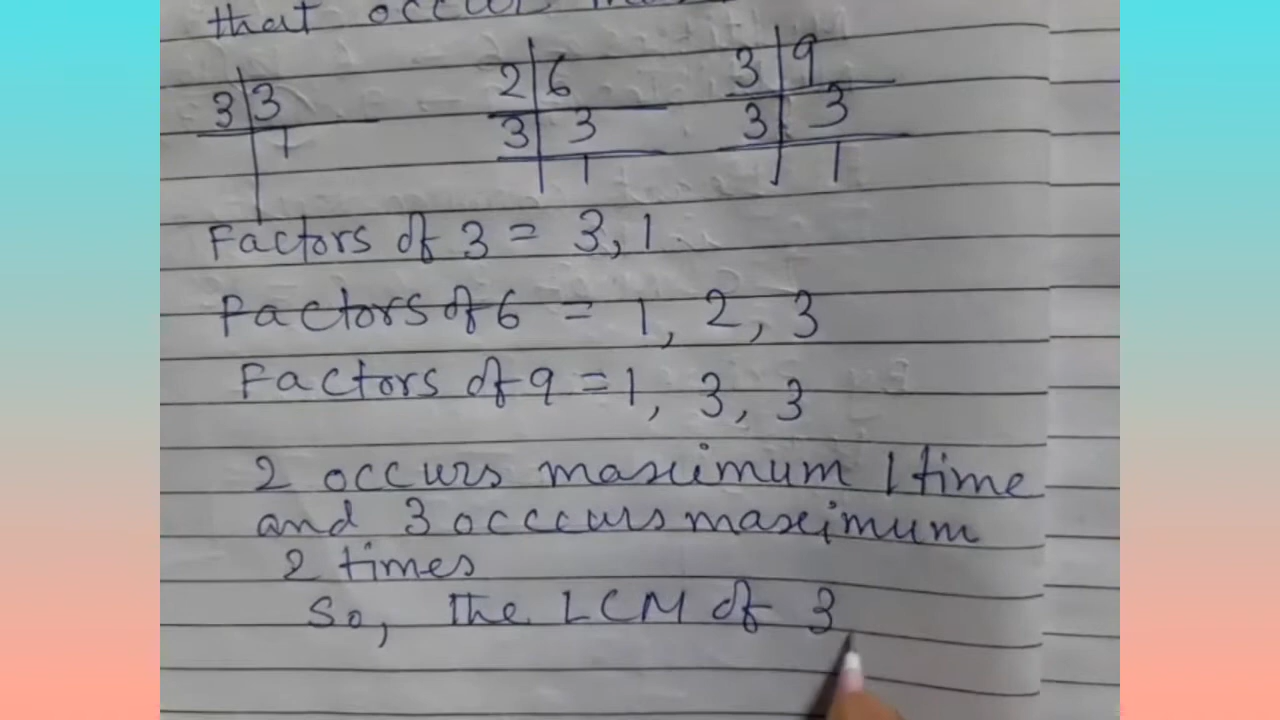 that occur
3 3 2 6 3 9
1 3 3 3 3
1 1
Factors of 3 = 3, 1
Factors of 6 = 1, 2, 3
Factors of 9 = 1, 3, 3
2 occurs maximum 1 time
and 3 occcurs maximum
2 times
So, the LCM of 3